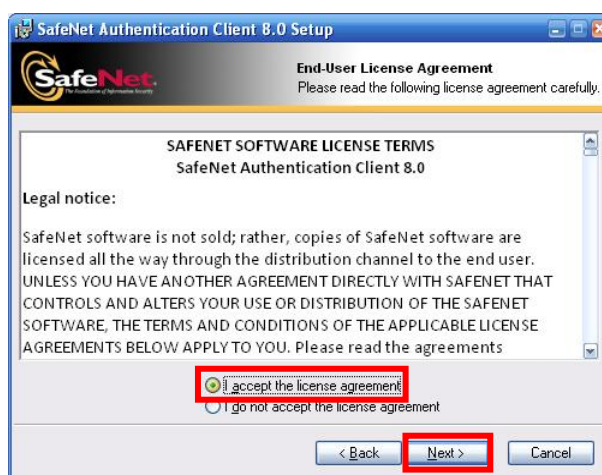 SafeNet Authentication Client 8.0 Setup
SafeNet.
The Foundation of Information Security
End-User License Agreement
Please read the following license agreement carefully.
SAFENET SOFTWARE LICENSE TERMS
SafeNet Authentication Client 8.0
Legal notice:
SafeNet software is not sold; rather, copies of SafeNet software are
licensed all the way through the distribution channel to the end user.
UNLESS YOU HAVE ANOTHER AGREEMENT DIRECTLY WITH SAFENET THAT
CONTROLS AND ALTERS YOUR USE OR DISTRIBUTION OF THE SAFENET
SOFTWARE, THE TERMS AND CONDITIONS OF THE APPLICABLE LICENSE
AGREEMENTS BELOW APPLY TO YOU. Please read the agreements
I accept the license agreement
I do not accept the license agreement
< Back
Next >
Cancel